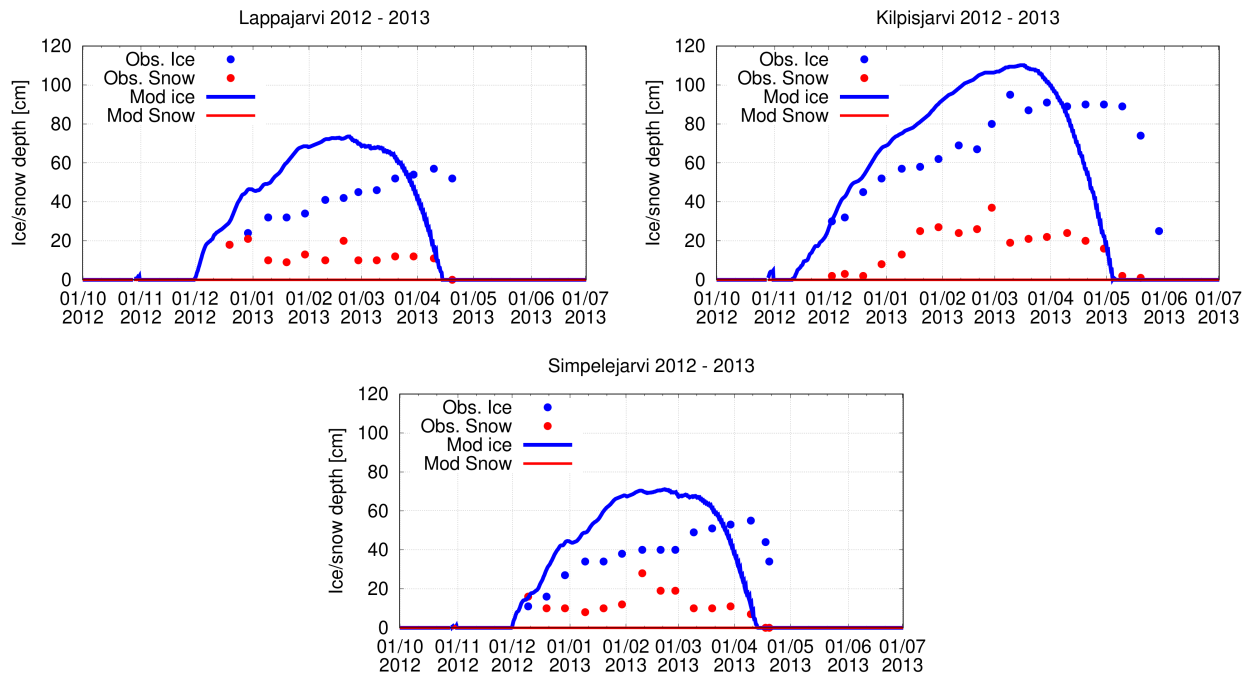 Lappajarvi 2012 - 2013
120
100
80
60
40
20
0
Ice/snow depth [cm]
Obs. Ice
Obs. Snow
Mod ice
Mod Snow
01/10 01/11 01/12 01/01 01/02 01/03 01/04 01/05 01/06 01/07
2012 2012 2012 2013 2013 2013 2013 2013 2013 2013
Kilpisjarvi 2012 - 2013
120
100
80
60
40
20
0
Ice/snow depth [cm]
Obs. Ice
Obs. Snow
Mod ice
Mod Snow
01/10 01/11 01/12 01/01 01/02 01/03 01/04 01/05 01/06 01/07
2012 2012 2012 2013 2013 2013 2013 2013 2013 2013
Simpelejarvi 2012 - 2013
120
100
80
60
40
20
0
Ice/snow depth [cm]
Obs. Ice
Obs. Snow
Mod ice
Mod Snow
01/10 01/11 01/12 01/01 01/02 01/03 01/04 01/05 01/06 01/07
2012 2012 2012 2013 2013 2013 2013 2013 2013 2013